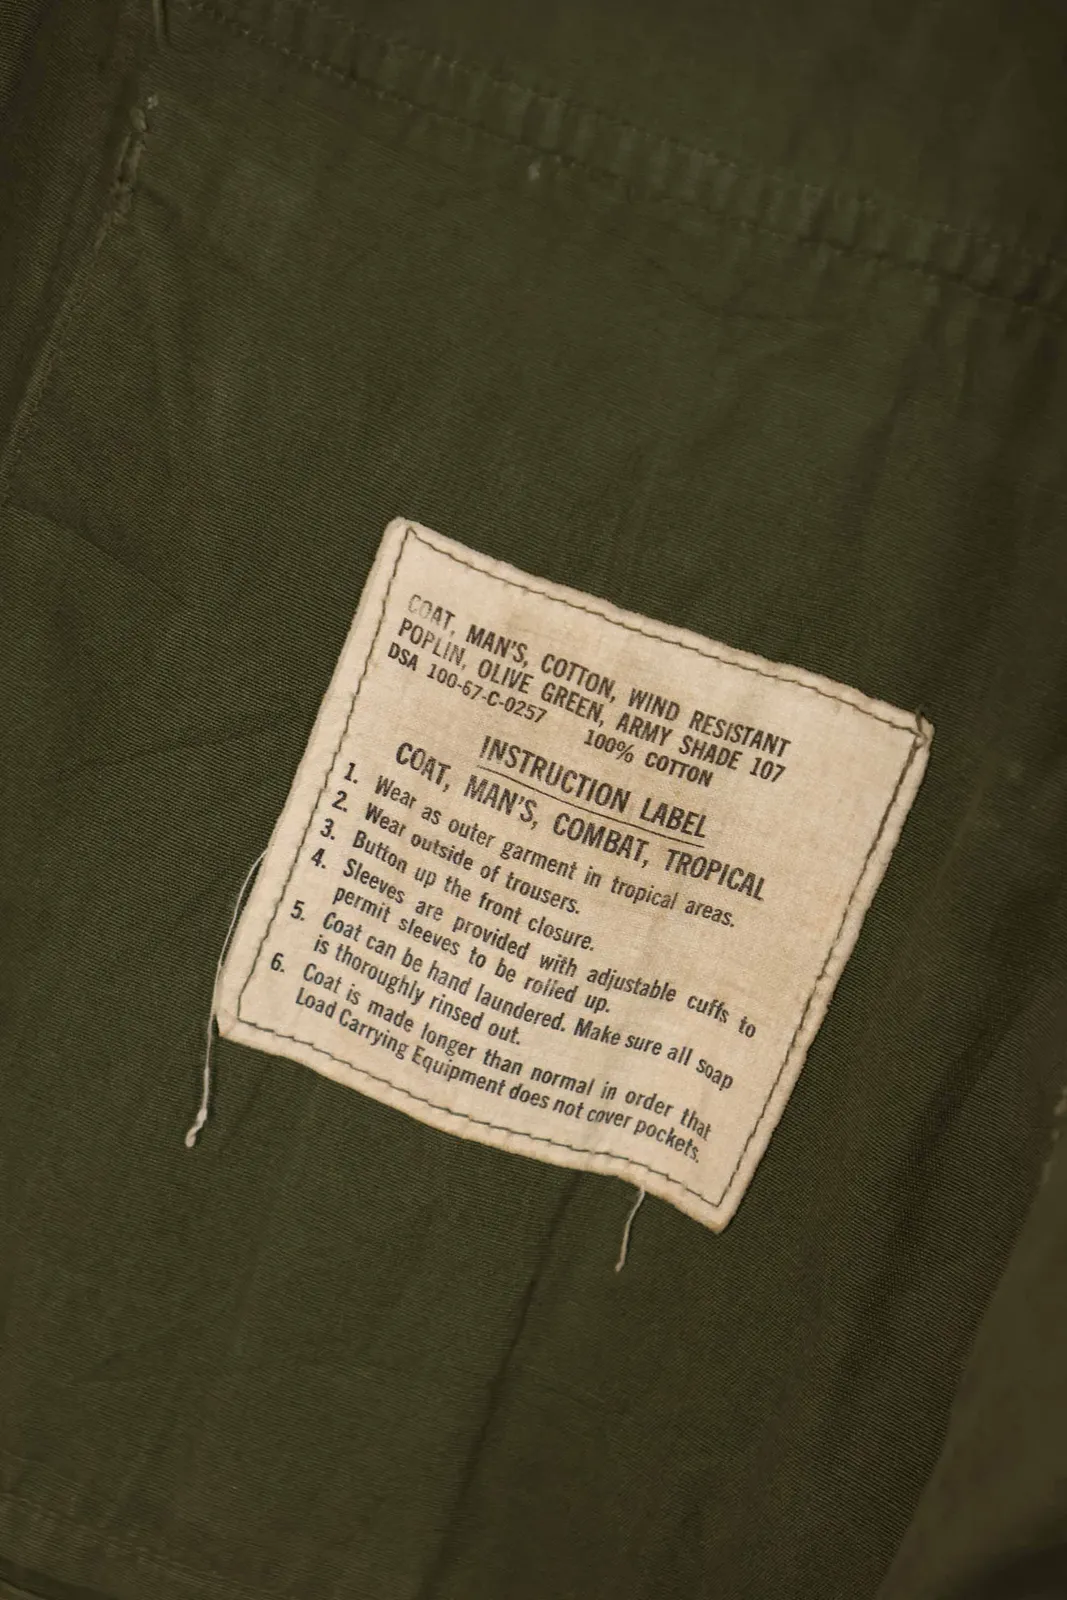 COAT, MAN'S, COTTON, WIND RESISTANT
POPLIN, OLIVE GREEN, ARMY SHADE 107
DSA 100-67-C-0257 100% COTTON
INSTRUCTION LABEL
COAT, MAN'S, COMBAT, TROPICAL
1. Wear as outer garment in tropical areas.
2. Wear outside of trousers.
3. Button up the front closure.
4. Sleeves are provided with adjustable cuffs to
permit sleeves to be rolled up.
5. Coat can be hand laundered. Make sure all soap
is thoroughly rinsed out.
6. Coat is made longer than normal in order that
Load Carrying Equipment does not cover pockets.